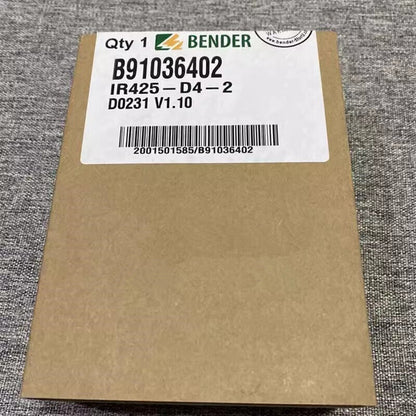 Qty 1 BENDER
B91036402
IR425-D4-2
D0231 V1.10
2001501585/B91036402